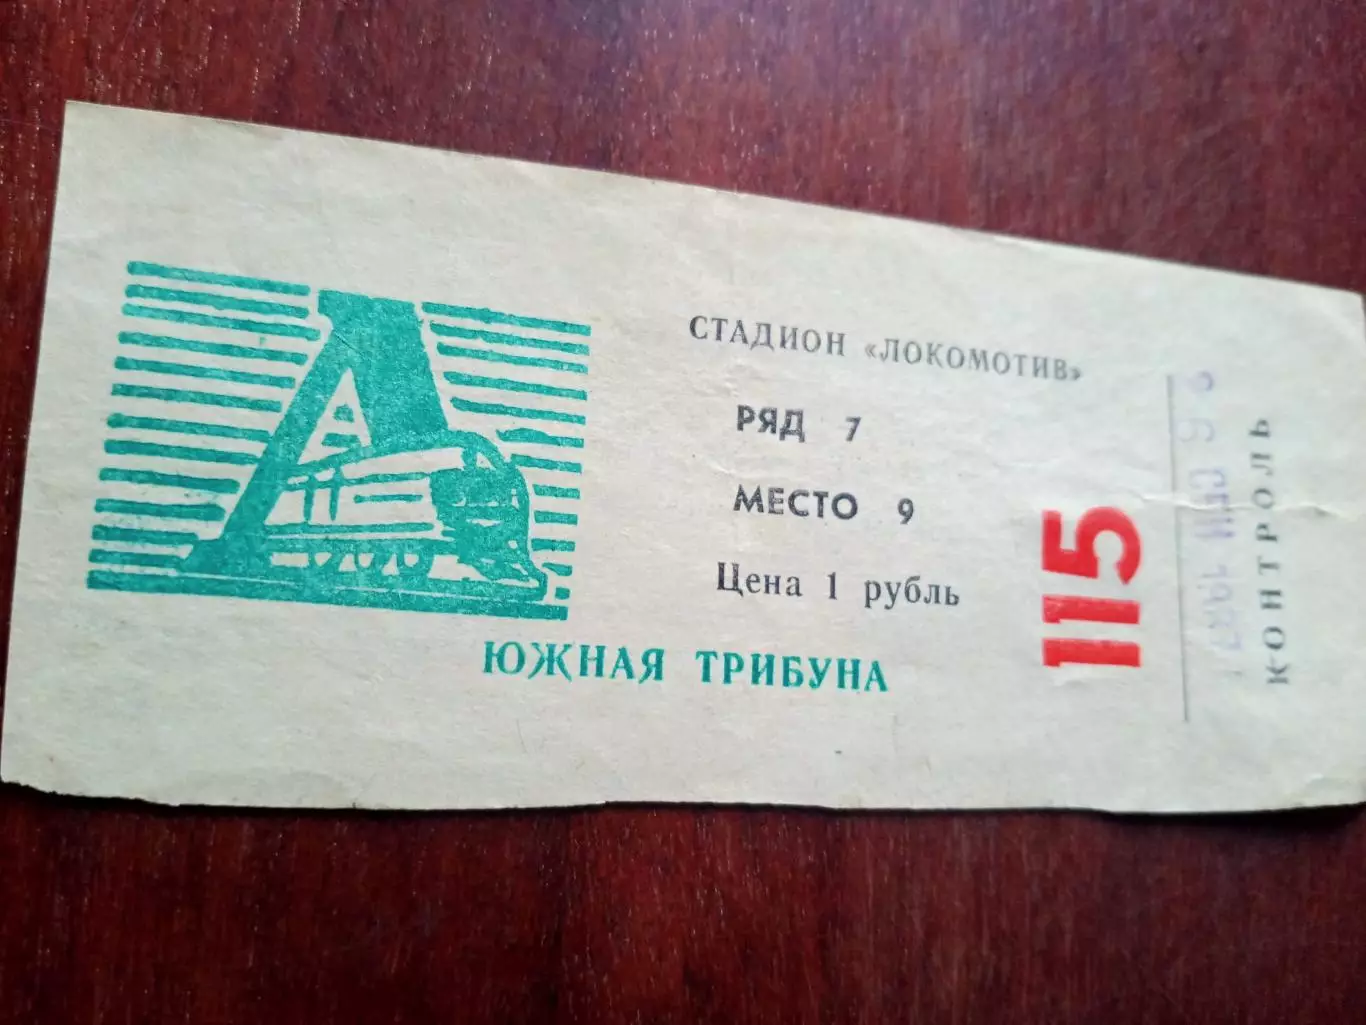 СТАДИОН «ЛОКОМОТИВ»
РЯД 7
МЕСТО 9
Цена 1 рубль
ЮЖНАЯ ТРИБУНА
115
КОНТРОЛЬ